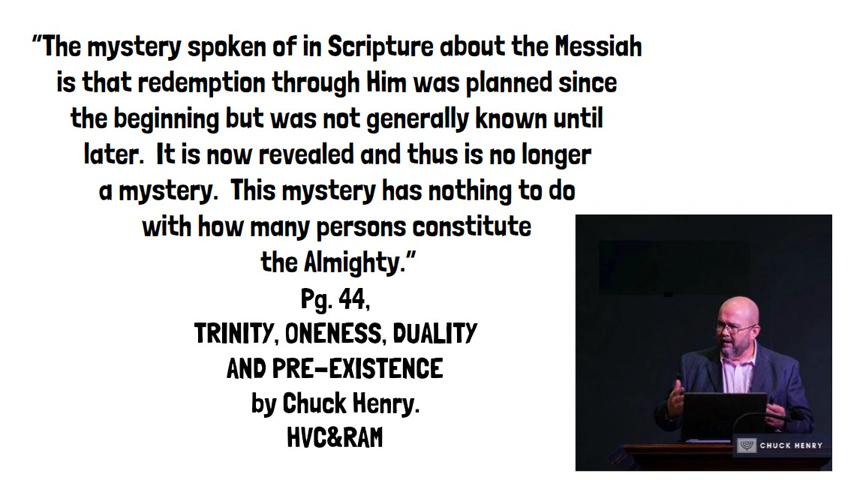 "The mystery spoken of in Scripture about the Messiah
is that redemption through Him was planned since
the beginning but was not generally known until
later.  It is now revealed and thus is no longer
a mystery.  This mystery has nothing to do
with how many persons constitute
the Almighty."
Pg. 44,
TRINITY, ONENESS, DUALITY
AND PRE-EXISTENCE
by Chuck Henry.
HVC&RAM
CHUCK HENRY